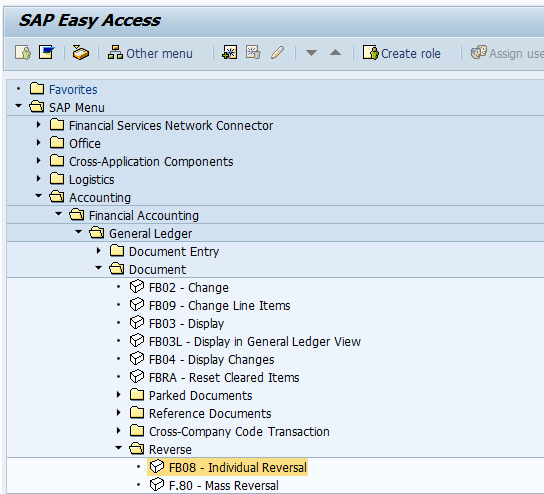 SAP Easy Access
Other menu Create role Assign use
Favorites
SAP Menu
Financial Services Network Connector
Office
Cross-Application Components
Logistics
Accounting
Financial Accounting
General Ledger
Document Entry
Document
FB02 - Change
FB09 - Change Line Items
FB03 - Display
FB03L - Display in General Ledger View
FB04 - Display Changes
FBRA - Reset Cleared Items
Parked Documents
Reference Documents
Cross-Company Code Transaction
Reverse
FB08 - Individual Reversal
F.80 - Mass Reversal